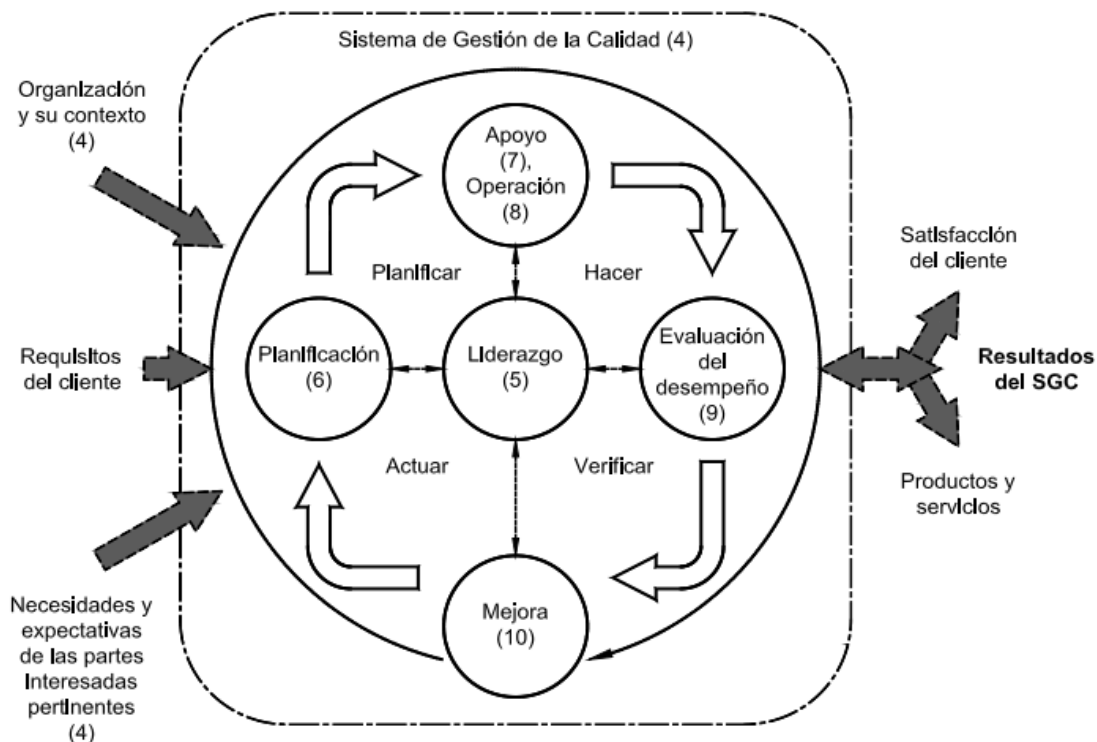 Sistema de Gestión de la Calidad (4)
Organización
y su contexto
(4)
Requisitos
del cliente
Necesidades y
expectativas
de las partes
interesadas
pertinentes
(4)
Apoyo
(7),
Operación
(8)
Planificar
Hacer
Planificación
(6)
Liderazgo
(5)
Evaluación
del
desempeño
(9)
Actuar
Verificar
Mejora
(10)
Satisfacción
del cliente
Resultados
del SGC
Productos y
servicios